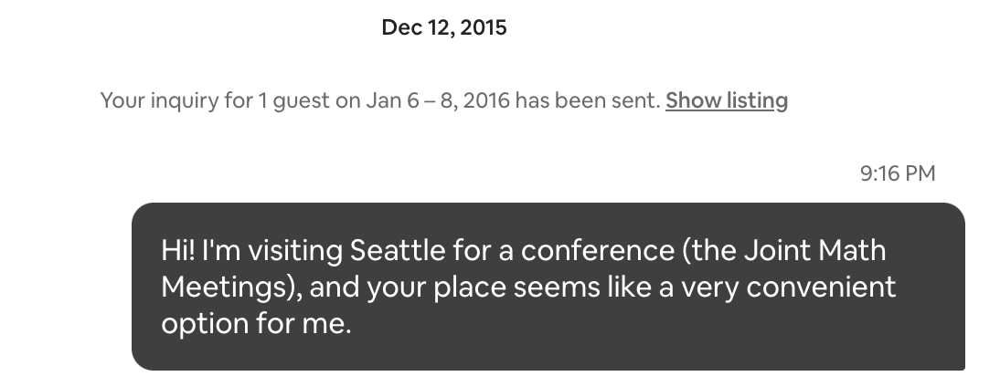 Dec 12, 2015
Your inquiry for 1 guest on Jan 6 – 8, 2016 has been sent. Show listing
9:16 PM
Hi! I'm visiting Seattle for a conference (the Joint Math
Meetings), and your place seems like a very convenient
option for me.